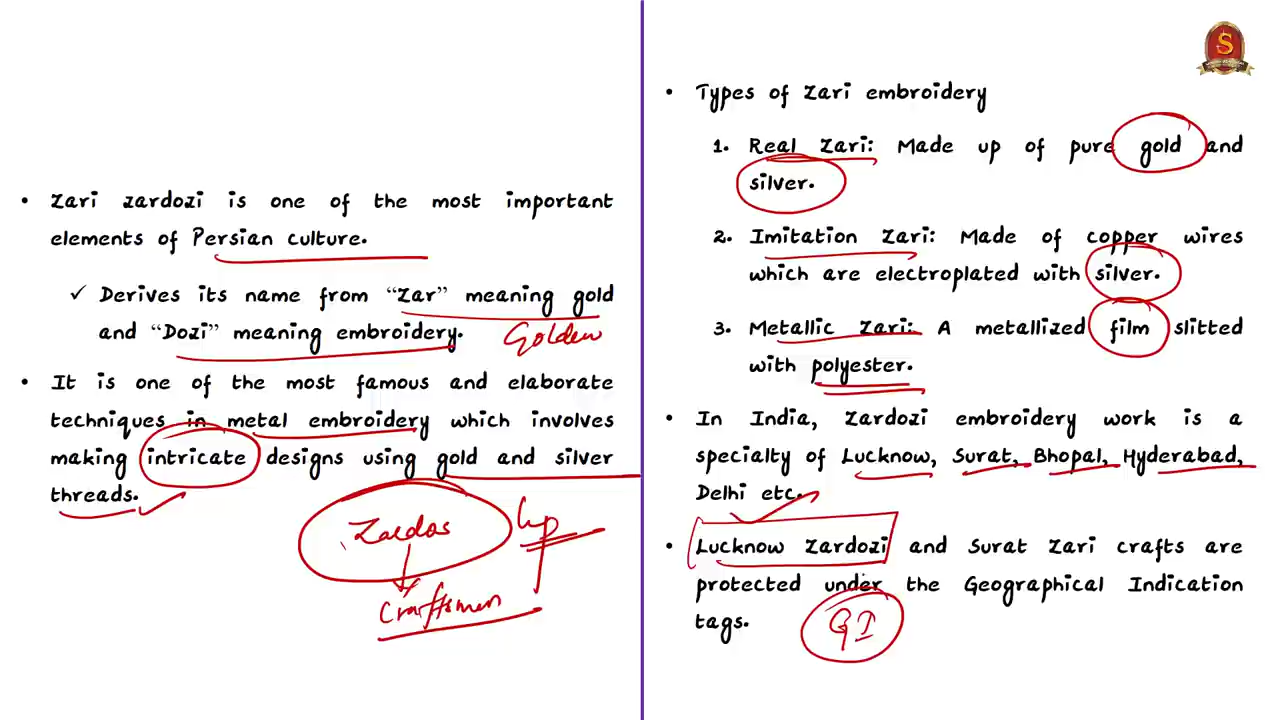 • Zari zardozi is one of the most important
elements of Persian culture.
✓ Derives its name from “Zar” meaning gold
and “Dozi” meaning embroidery.
Golden
• It is one of the most famous and elaborate
techniques in metal embroidery which involves
making intricate designs using gold and silver
threads.
Zardos
Craftsmen
S
• Types of Zari embroidery
1. Real Zari: Made up of pure gold and
silver.
2. Imitation Zari: Made of copper wires
which are electroplated with silver.
3. Metallic Zari: A metallized film slitted
with polyester.
• In India, Zardozi embroidery work is a
specialty of Lucknow, Surat, Bhopal, Hyderabad,
Delhi etc.
• Lucknow Zardozi and Surat Zari crafts are
protected under the Geographical Indication
tags.
GI